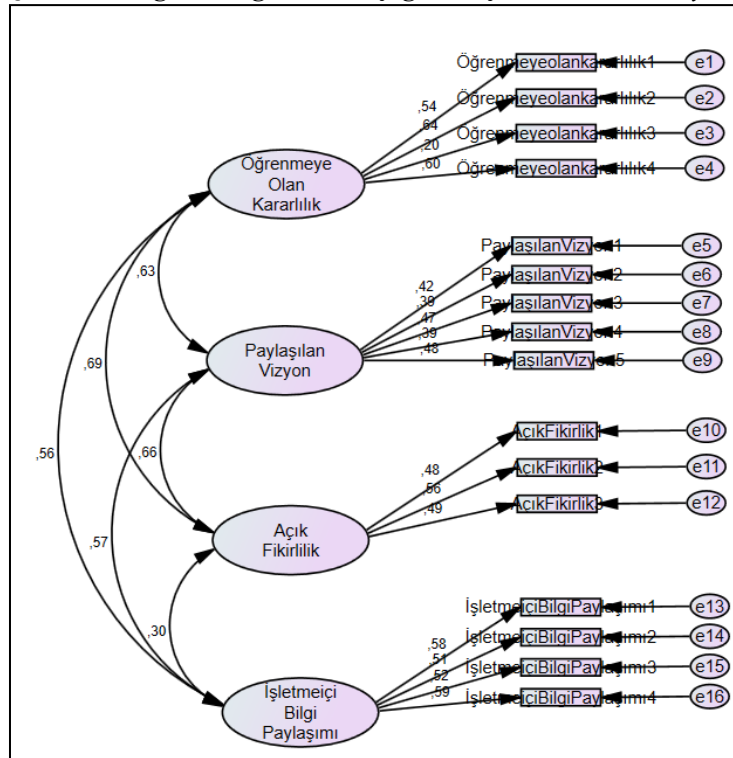 Öğrenmeyeolankararlılık1
e1
Öğrenmeyeolankararlılık2
e2
Öğrenmeyeolankararlılık3
e3
Öğrenmeyeolankararlılık4
e4
,54
,64
,20
,60
Öğrenmeye
Olan
Kararlılık
PaylaşılanVizyon1
e5
PaylaşılanVizyon2
e6
PaylaşılanVizyon3
e7
PaylaşılanVizyon4
e8
PaylaşılanVizyon5
e9
,42
,39
,47
,39
,48
,63
Paylaşılan
Vizyon
,69
,66
,56
,57
AçıkFikirlik1
e10
AçıkFikirlik2
e11
AçıkFikirlik3
e12
,48
,56
,49
Açık
Fikirlilik
,30
İşletmeiçiBilgiPaylaşımı1
e13
İşletmeiçiBilgiPaylaşımı2
e14
İşletmeiçiBilgiPaylaşımı3
e15
İşletmeiçiBilgiPaylaşımı4
e16
,58
,51
,52
,59
İşletmeiçi
Bilgi
Paylaşımı